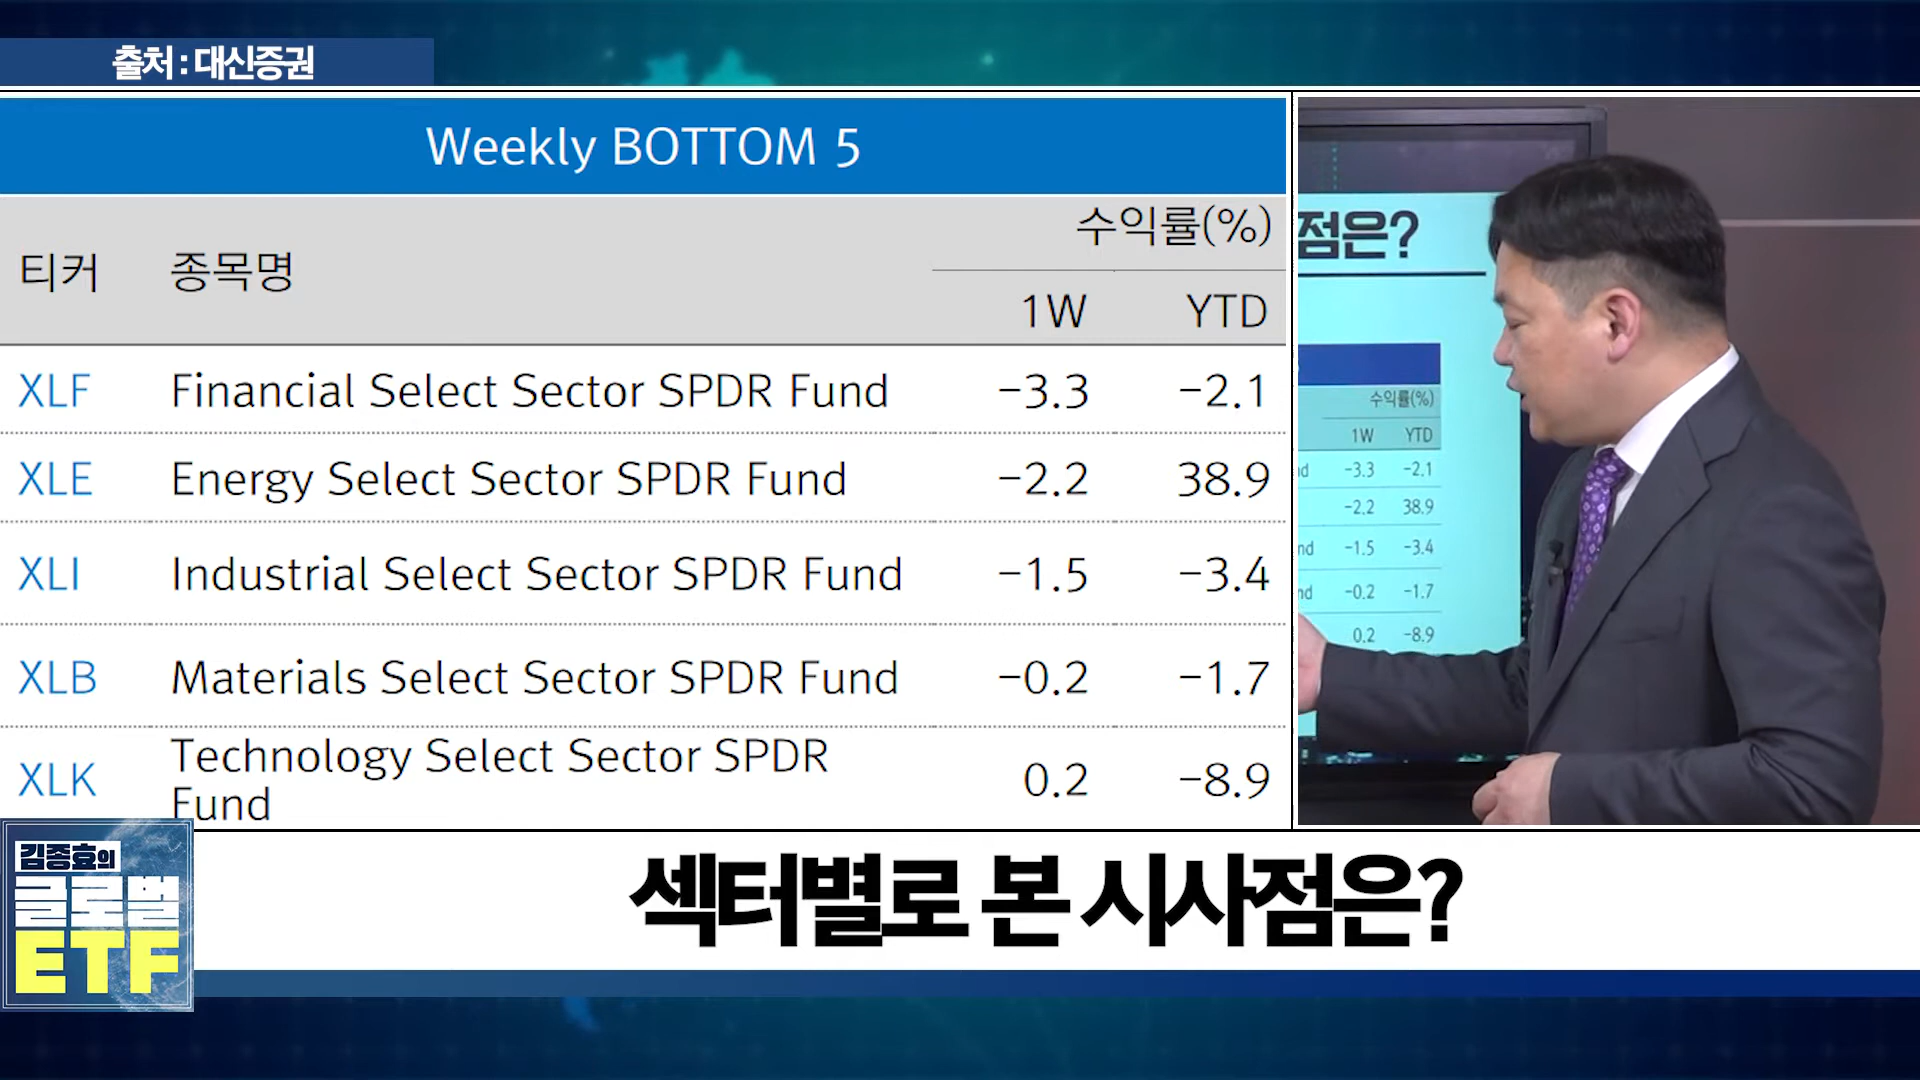 출처 : 대신증권
Weekly BOTTOM 5
티커 종목명 수익률(%)
1W YTD
XLF Financial Select Sector SPDR Fund -3.3 -2.1
XLE Energy Select Sector SPDR Fund -2.2 38.9
XLI Industrial Select Sector SPDR Fund -1.5 -3.4
XLB Materials Select Sector SPDR Fund -0.2 -1.7
XLK Technology Select Sector SPDR Fund 0.2 -8.9
점은?
수익률(%)
1W YTD
nd -3.3 -2.1
-2.2 38.9
nd -1.5 -3.4
nd -0.2 -1.7
0.2 -8.9
김종효의
글로벌
ETF
섹터별로 본 시사점은?